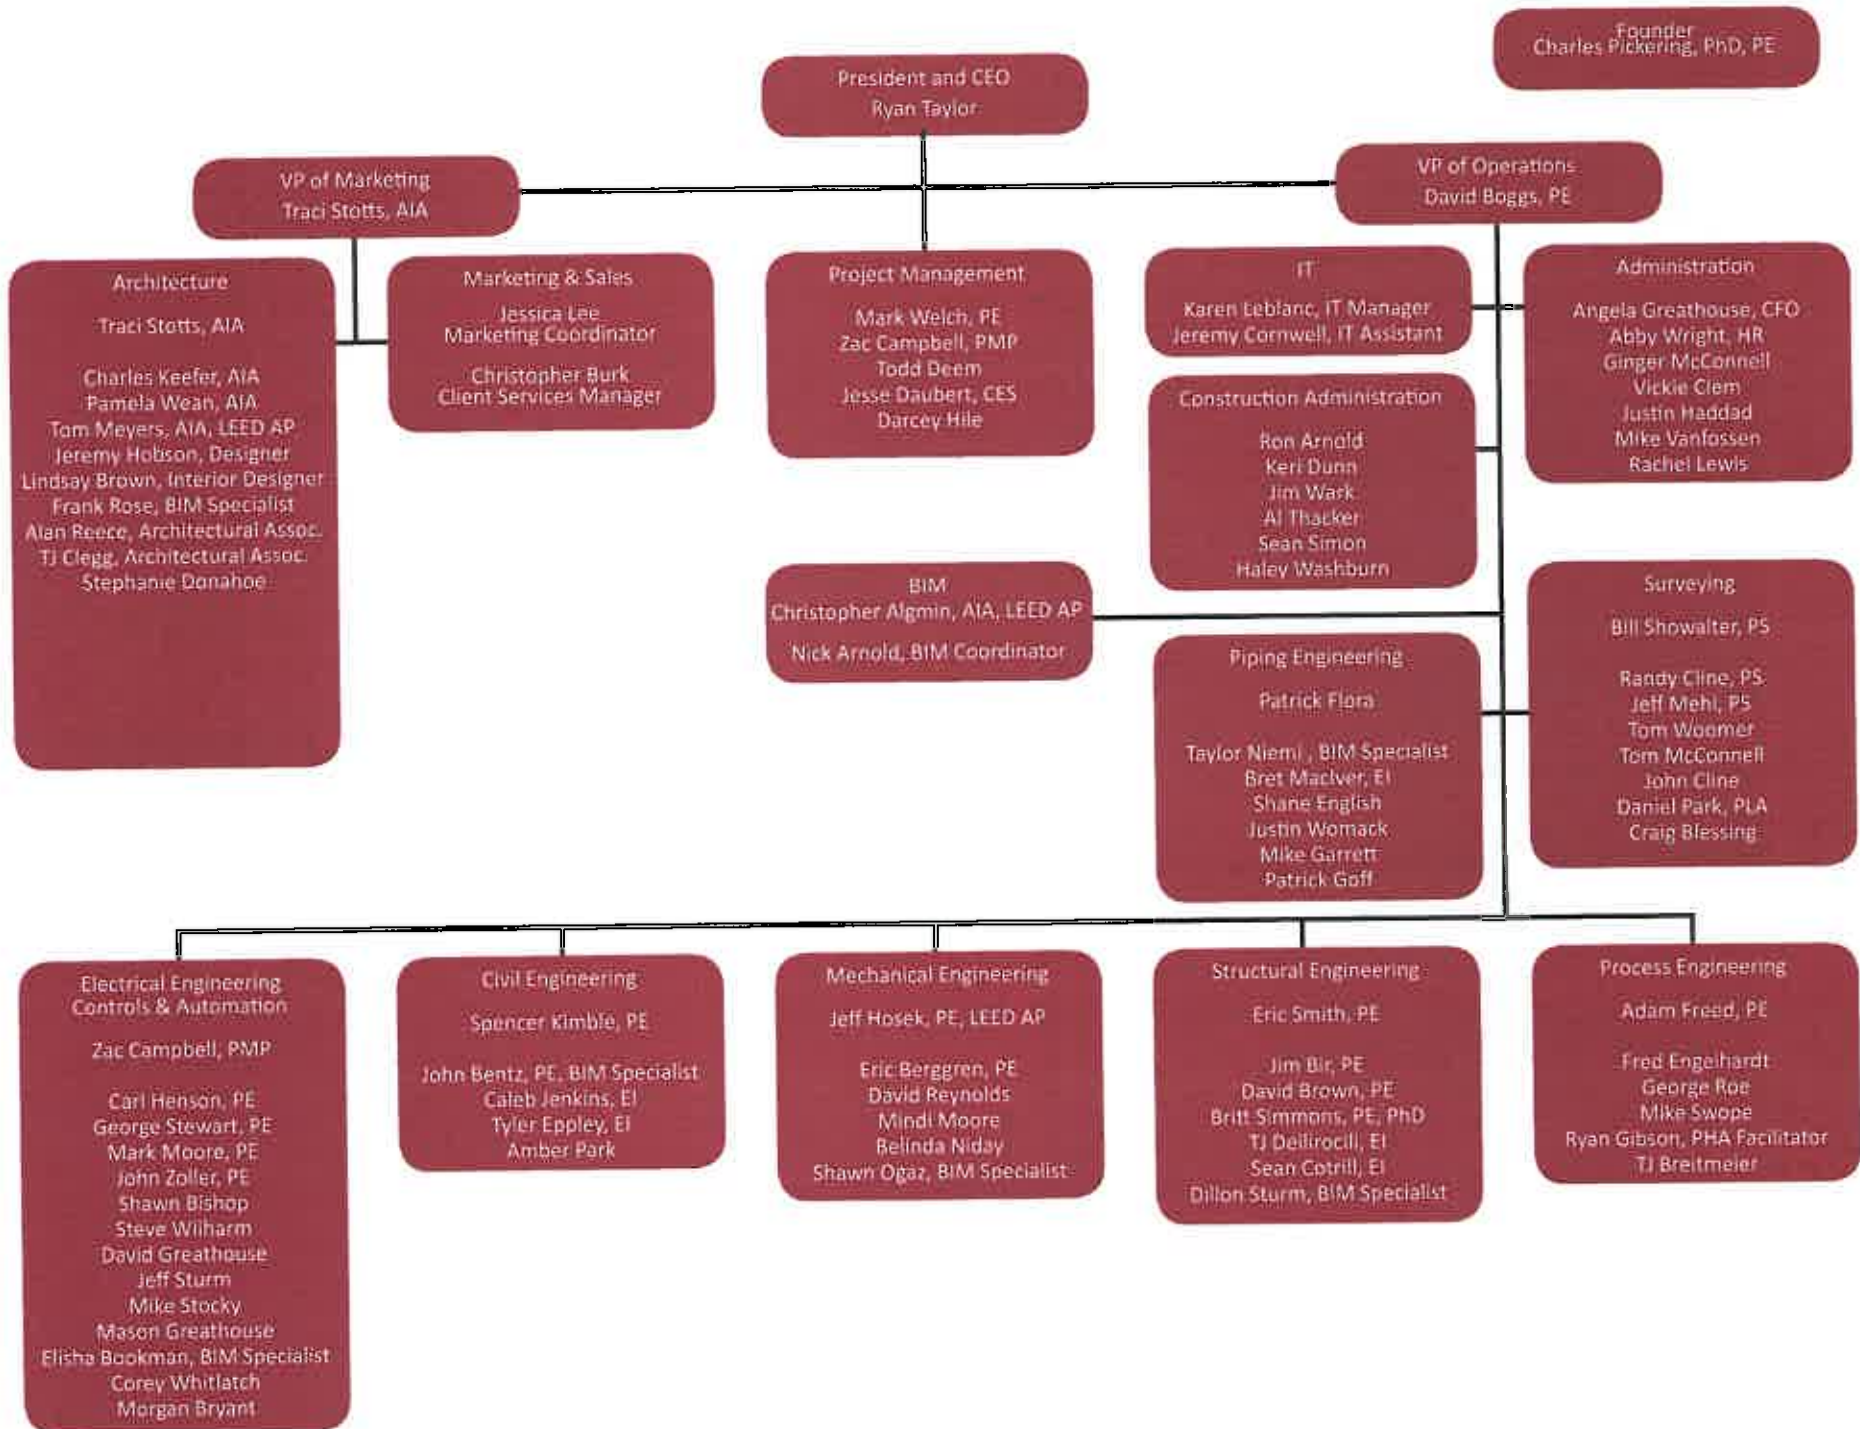 Founder
Charles Pickering, PhD, PE
President and CEO
Ryan Taylor
VP of Marketing
Traci Stotts, AIA
VP of Operations
David Boggs, PE
Architecture
Traci Stotts, AIA
Charles Keefer, AIA
Pamela Wean, AIA
Tom Meyers, AIA, LEED AP
Jeremy Hobson, Designer
Lindsay Brown, Interior Designer
Frank Rose, BIM Specialist
Alan Reece, Architectural Assoc.
TJ Clegg, Architectural Assoc.
Stephanie Donahoe
Marketing & Sales
Jessica Lee
Marketing Coordinator
Christopher Burk
Client Services Manager
Project Management
Mark Welch, PE
Zac Campbell, PMP
Todd Deem
Jesse Daubert, CES
Darcey Hile
IT
Karen Leblanc, IT Manager
Jeremy Cornwell, IT Assistant
Administration
Angela Greathouse, CFO
Abby Wright, HR
Ginger McConnell
Vickie Clem
Justin Haddad
Mike Vanfossen
Rachel Lewis
Construction Administration
Ron Arnold
Keri Dunn
Jim Wark
Al Thacker
Sean Simon
Haley Washburn
BIM
Christopher Algmin, AIA, LEED AP
Nick Arnold, BIM Coordinator
Surveying
Bill Showalter, PS
Randy Cline, PS
Jeff Mehl, PS
Tom Woomer
Tom McConnell
John Cline
Daniel Park, PLA
Craig Blessing
Piping Engineering
Patrick Flora
Taylor Niemi , BIM Specialist
Bret MacIver, EI
Shane English
Justin Womack
Mike Garrett
Patrick Goff
Electrical Engineering
Controls & Automation
Zac Campbell, PMP
Carl Henson, PE
George Stewart, PE
Mark Moore, PE
John Zoller, PE
Shawn Bishop
Steve Wilharm
David Greathouse
Jeff Sturm
Mike Stocky
Mason Greathouse
Elisha Bookman, BIM Specialist
Corey Whitlatch
Morgan Bryant
Civil Engineering
Spencer Kimble, PE
John Bentz, PE, BIM Specialist
Caleb Jenkins, EI
Tyler Eppley, EI
Amber Park
Mechanical Engineering
Jeff Hosek, PE, LEED AP
Eric Berggren, PE
David Reynolds
Mindi Moore
Belinda Niday
Shawn Ogaz, BIM Specialist
Structural Engineering
Eric Smith, PE
Jim Bir, PE
David Brown, PE
Britt Simmons, PE, PhD
TJ Dellirocili, EI
Sean Cotrill, EI
Dillon Sturm, BIM Specialist
Process Engineering
Adam Freed, PE
Fred Engelhardt
George Roe
Mike Swope
Ryan Gibson, PHA Facilitator
TJ Breitmeier